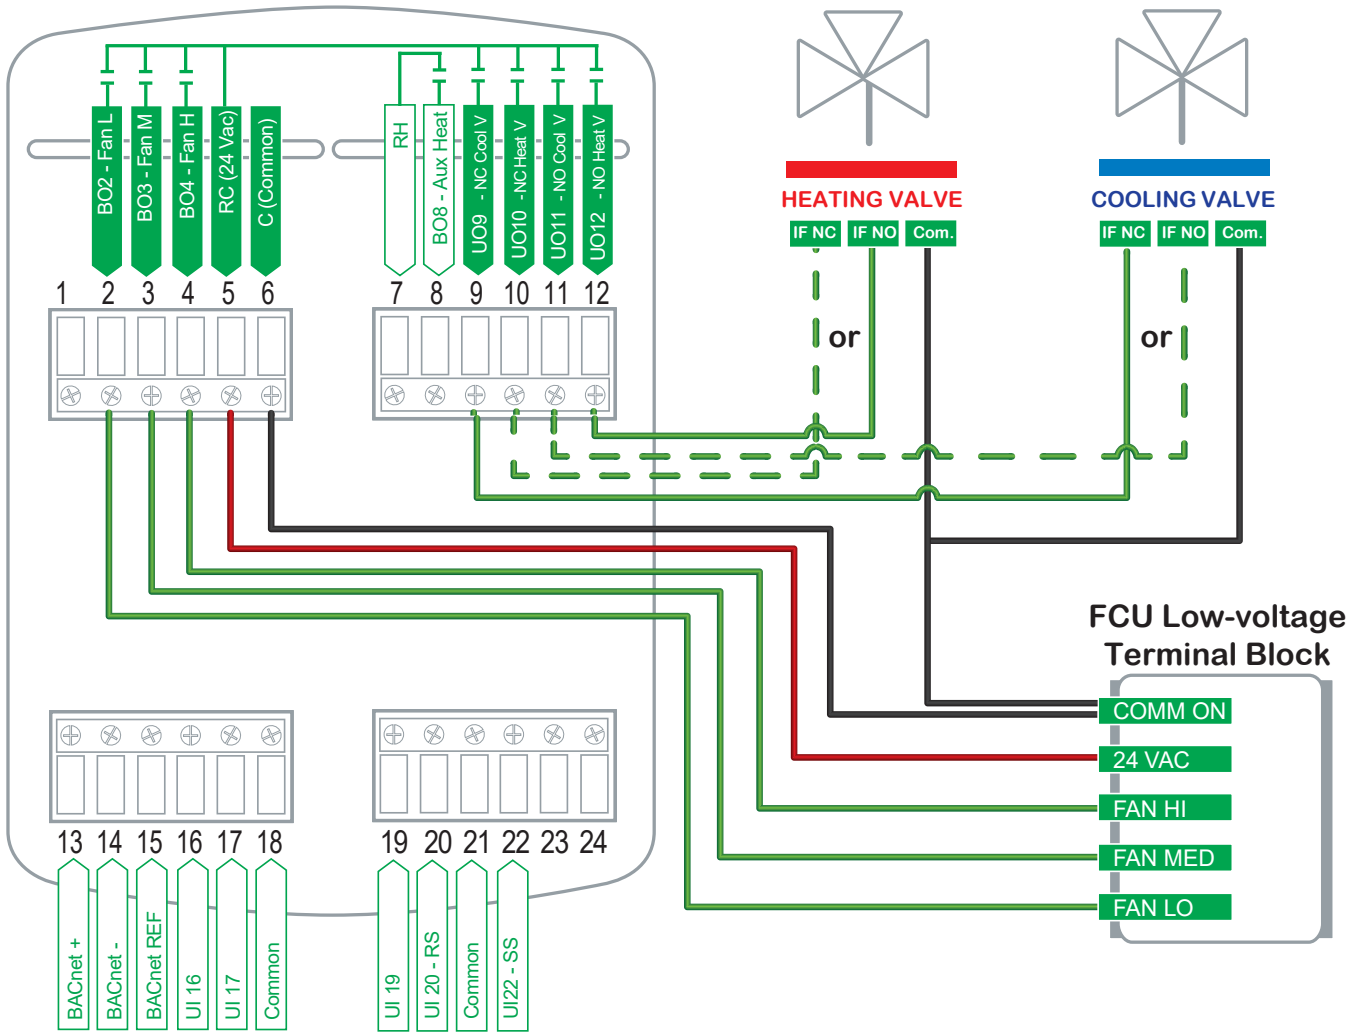 BO2 - Fan L
BO3 - Fan M
BO4 - Fan H
RC (24 Vac)
C (Common)
RH
BO8 - Aux Heat
UO9 - NC Cool V
UO10 - NC Heat V
UO11 - NO Cool V
UO12 - NO Heat V
1 2 3 4 5 6
7 8 9 10 11 12
HEATING VALVE
IF NC IF NO Com.
or
COOLING VALVE
IF NC IF NO Com.
or
FCU Low-voltage
Terminal Block
COMM ON
24 VAC
FAN HI
FAN MED
FAN LO
13 14 15 16 17 18
19 20 21 22 23 24
BACnet +
BACnet -
BACnet REF
UI 16
UI 17
Common
UI 19
UI 20 - RS
Common
UI22 - SS